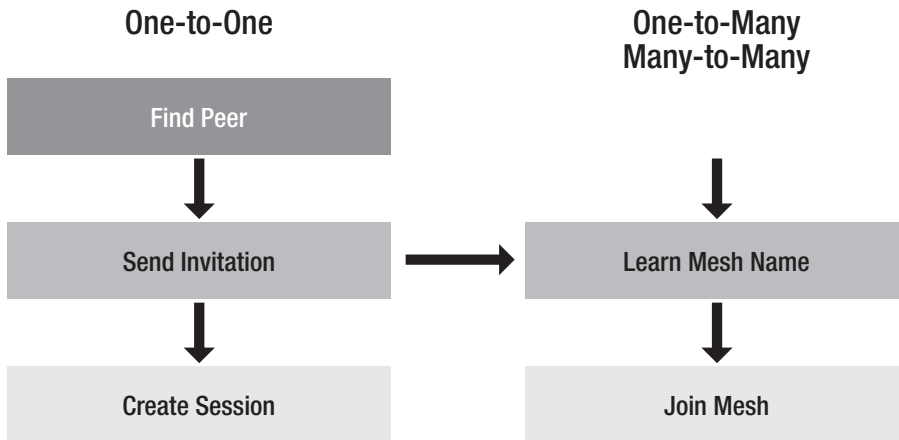 One-to-One
One-to-Many
Many-to-Many
Find Peer
Send Invitation
Learn Mesh Name
Create Session
Join Mesh